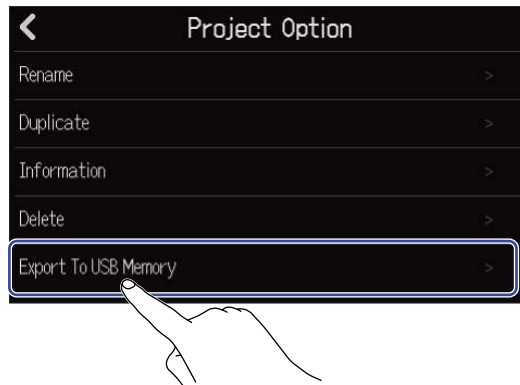 Project Option
Rename
Duplicate
Information
Delete
Export To USB Memory